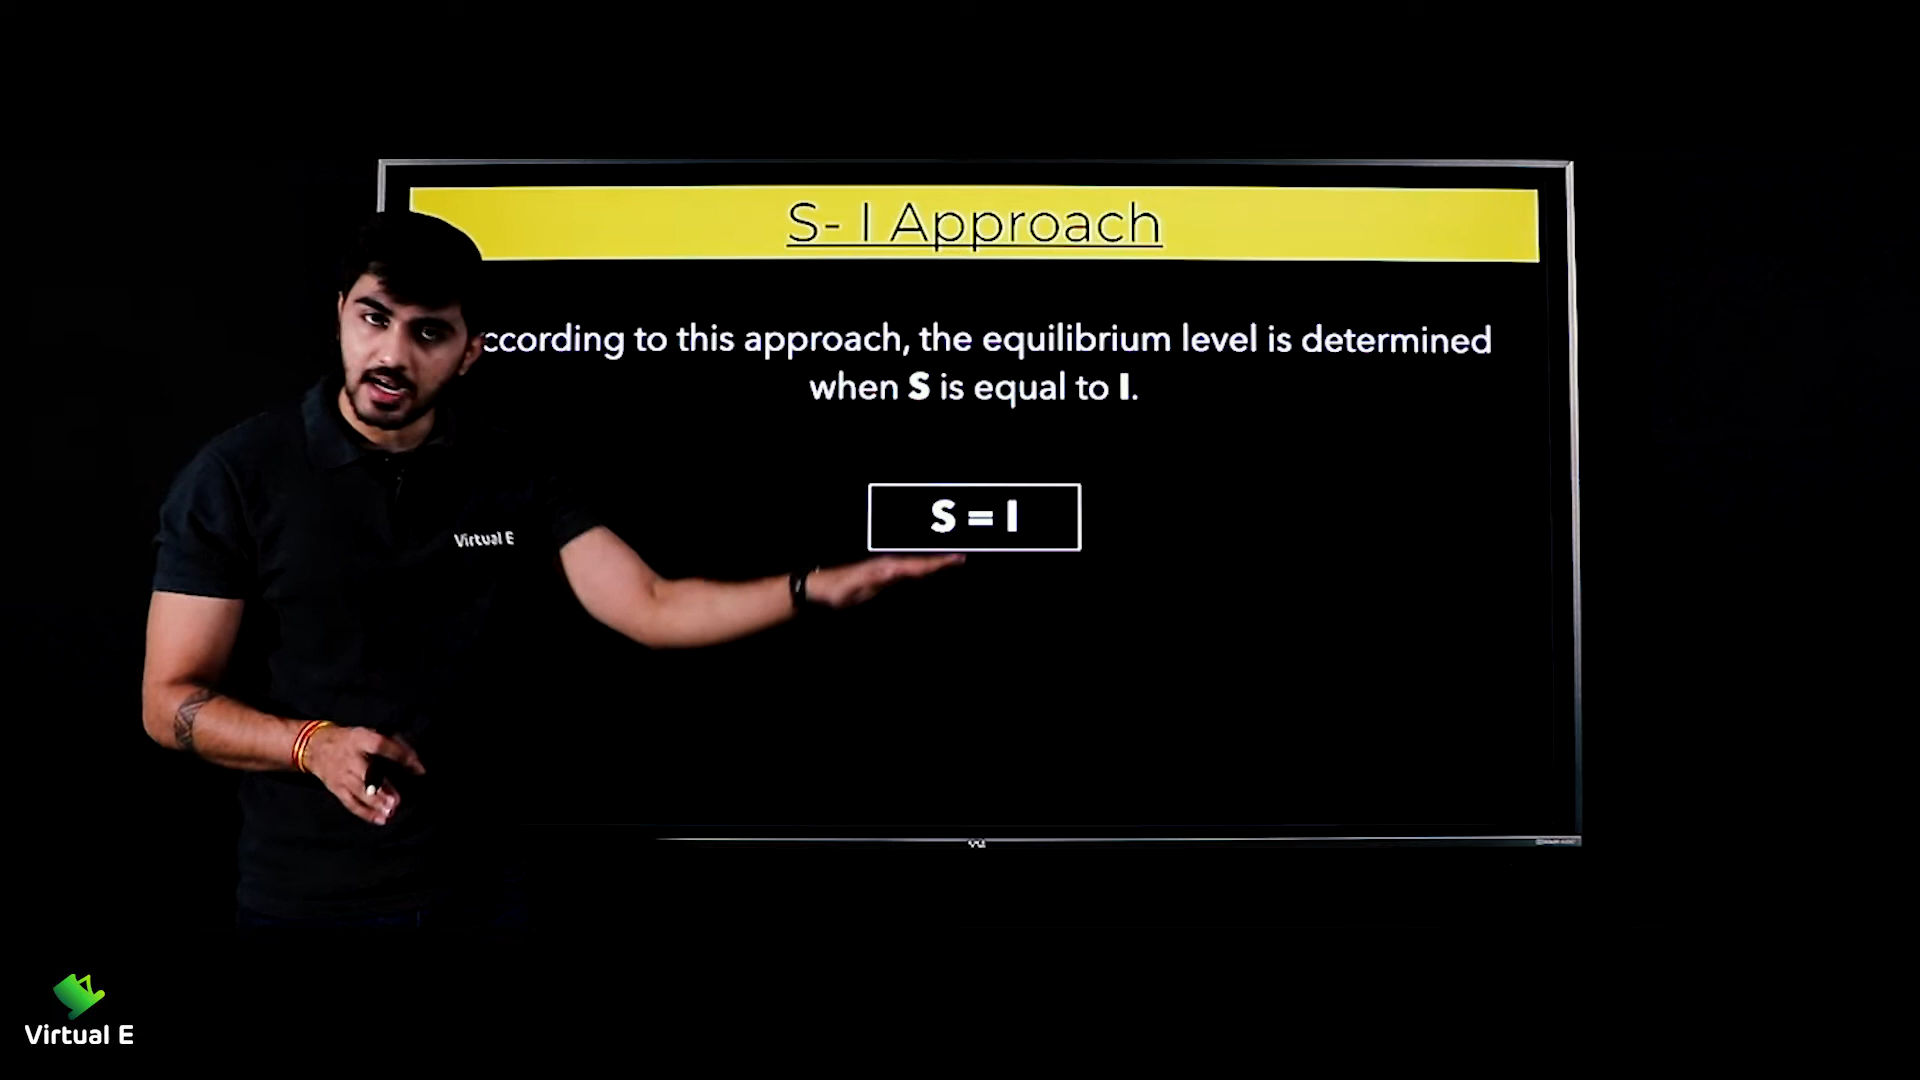 S- I Approach
ccording to this approach, the equilibrium level is determined
when S is equal to I.
S = I
Virtual E
Virtual E